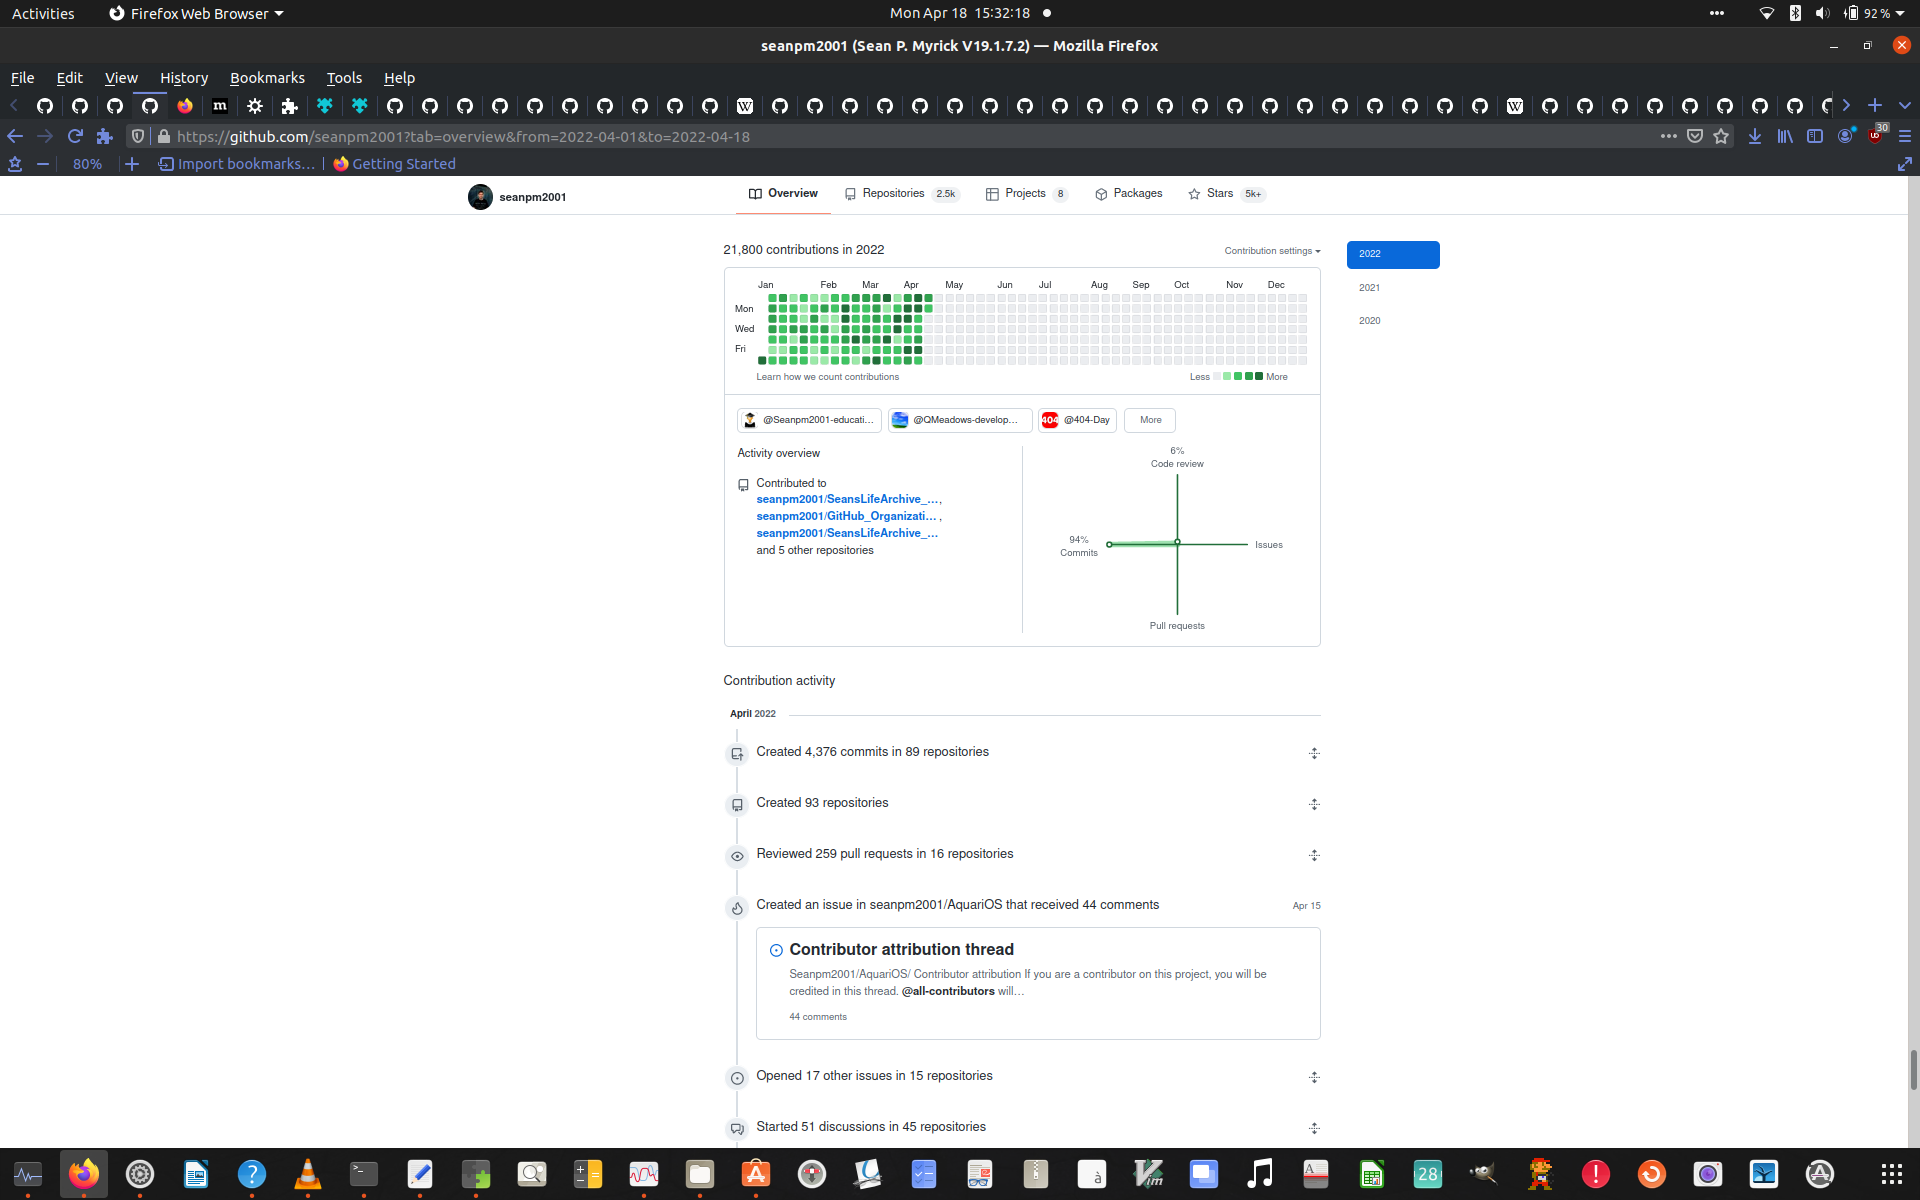 Activities
Firefox Web Browser
Mon Apr 18 15:32:18
92 %
seanpm2001 (Sean P. Myrick V19.1.7.2) — Mozilla Firefox
File Edit View History Bookmarks Tools Help
https://github.com/seanpm2001?tab=overview&from=2022-04-01&to=2022-04-18
30
80%
Import bookmarks...
Getting Started
seanpm2001
Overview
Repositories 2.5k
Projects 8
Packages
Stars 5k+
21,800 contributions in 2022
Contribution settings
2022
2021
2020
Jan Feb Mar Apr May Jun Jul Aug Sep Oct Nov Dec
Mon
Wed
Fri
Learn how we count contributions
Less More
@Seanpm2001-educati...
@QMeadows-develop...
404 @404-Day
More
Activity overview
Contributed to
seanpm2001/SeansLifeArchive_...,
seanpm2001/GitHub_Organizati... ,
seanpm2001/SeansLifeArchive_...
and 5 other repositories
6%
Code review
94%
Commits
Issues
Pull requests
Contribution activity
April 2022
Created 4,376 commits in 89 repositories
Created 93 repositories
Reviewed 259 pull requests in 16 repositories
Created an issue in seanpm2001/AquariOS that received 44 comments
Apr 15
Contributor attribution thread
Seanpm2001/AquariOS/ Contributor attribution If you are a contributor on this project, you will be
credited in this thread. @all-contributors will...
44 comments
Opened 17 other issues in 15 repositories
Started 51 discussions in 45 repositories
28